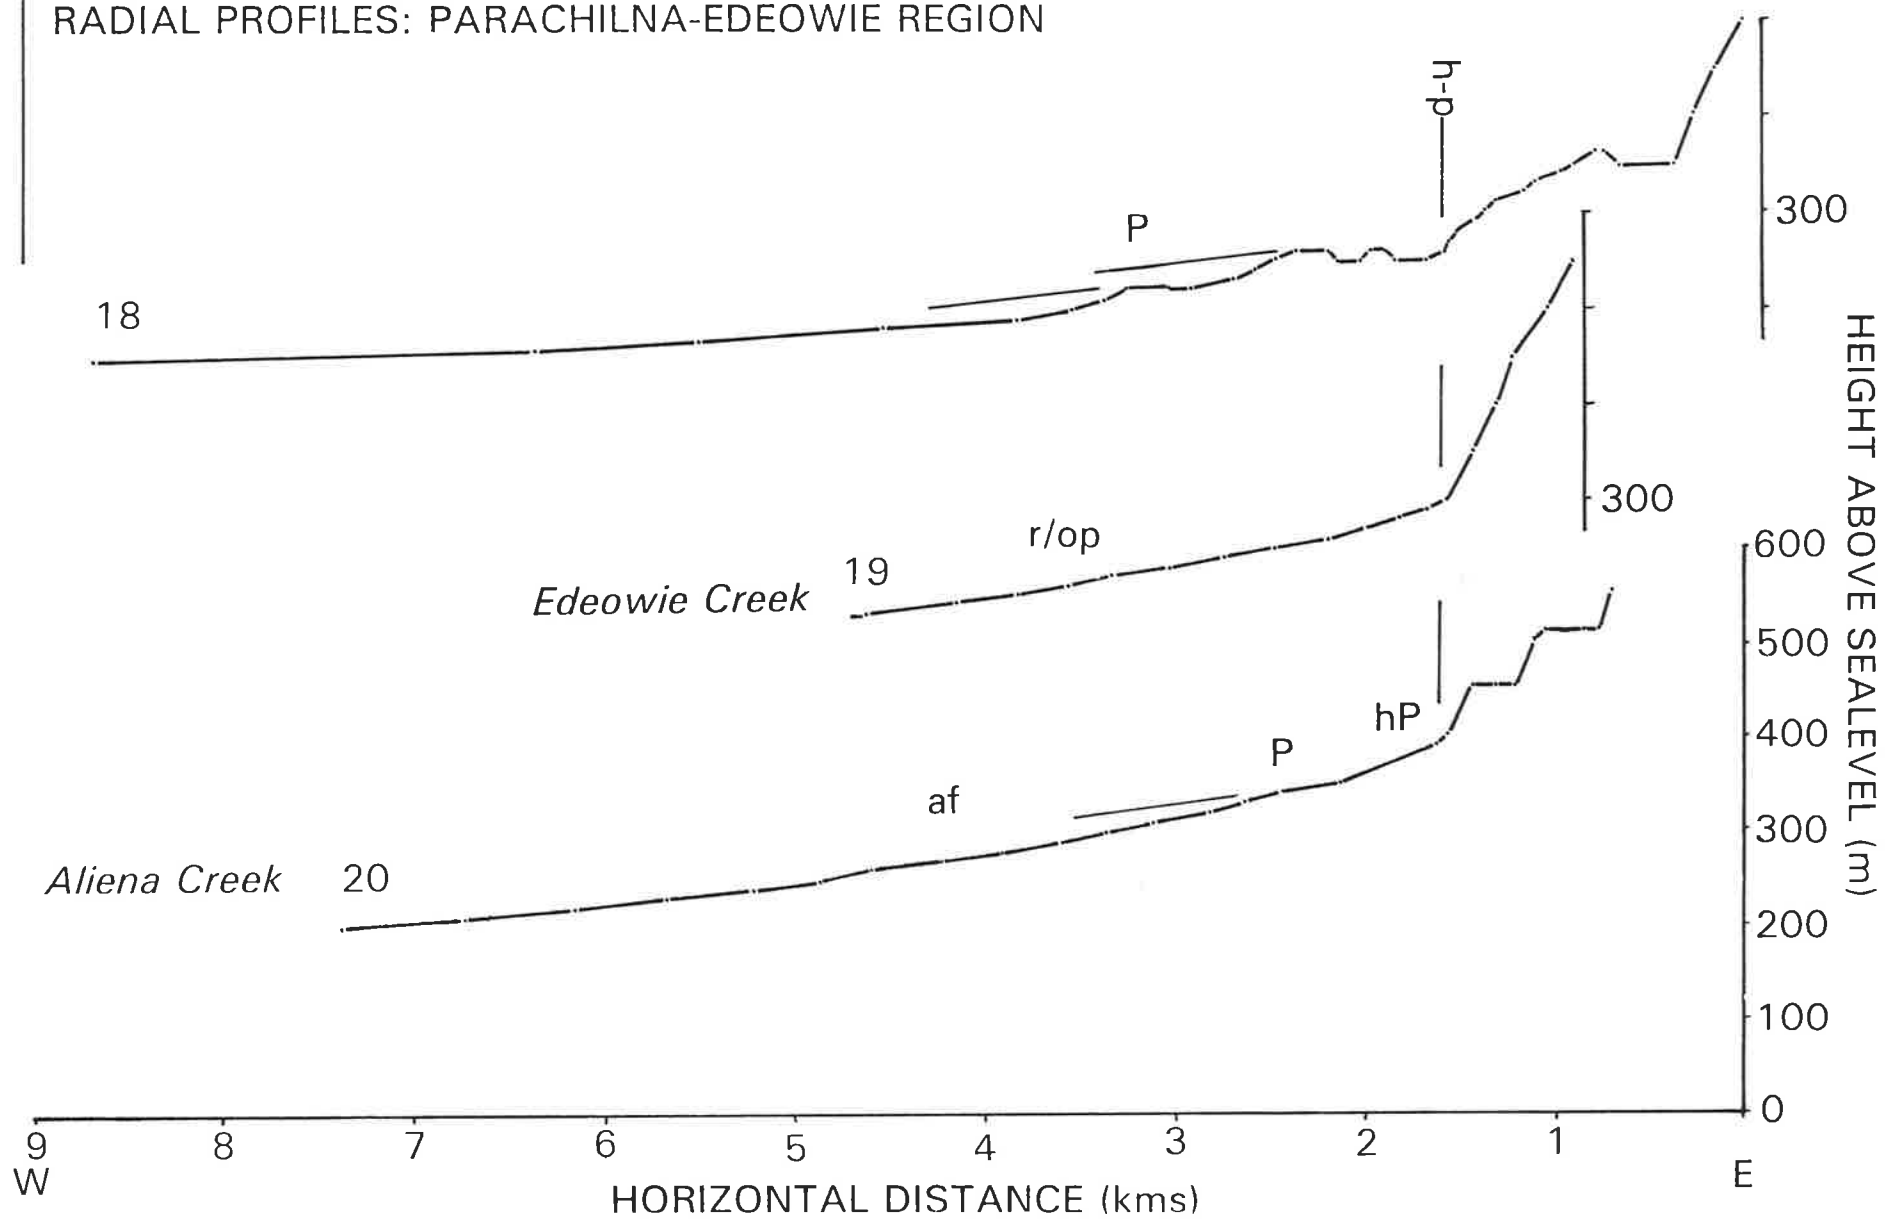 RADIAL PROFILES: PARACHILNA-EDEOWIE REGION
h-p
P
300
18
300
r/op
19
Edeowie Creek
600
500
hP
400
P
af
300
Aliena Creek 20
200
100
0
HEIGHT ABOVE SEALEVEL (m)
9 8 7 6 5 4 3 2 1
W E
HORIZONTAL DISTANCE (kms)